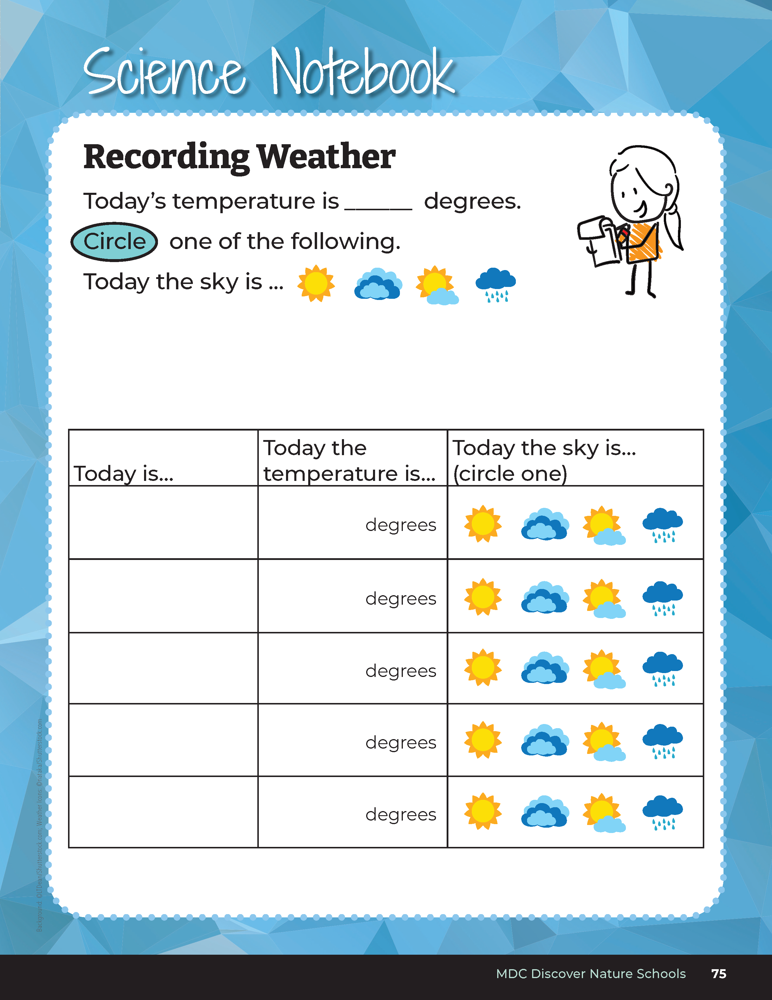 Science Notebook
Recording Weather
Today’s temperature is ______ degrees.
Circle one of the following.
Today the sky is ...
Today is...
Today the
temperature is...
Today the sky is...
(circle one)
degrees
degrees
degrees
degrees
degrees
Background: ©LTDean/Shutterstock.com; Weather Icons: ©nataka/Shutterstock.com
MDC Discover Nature Schools 75